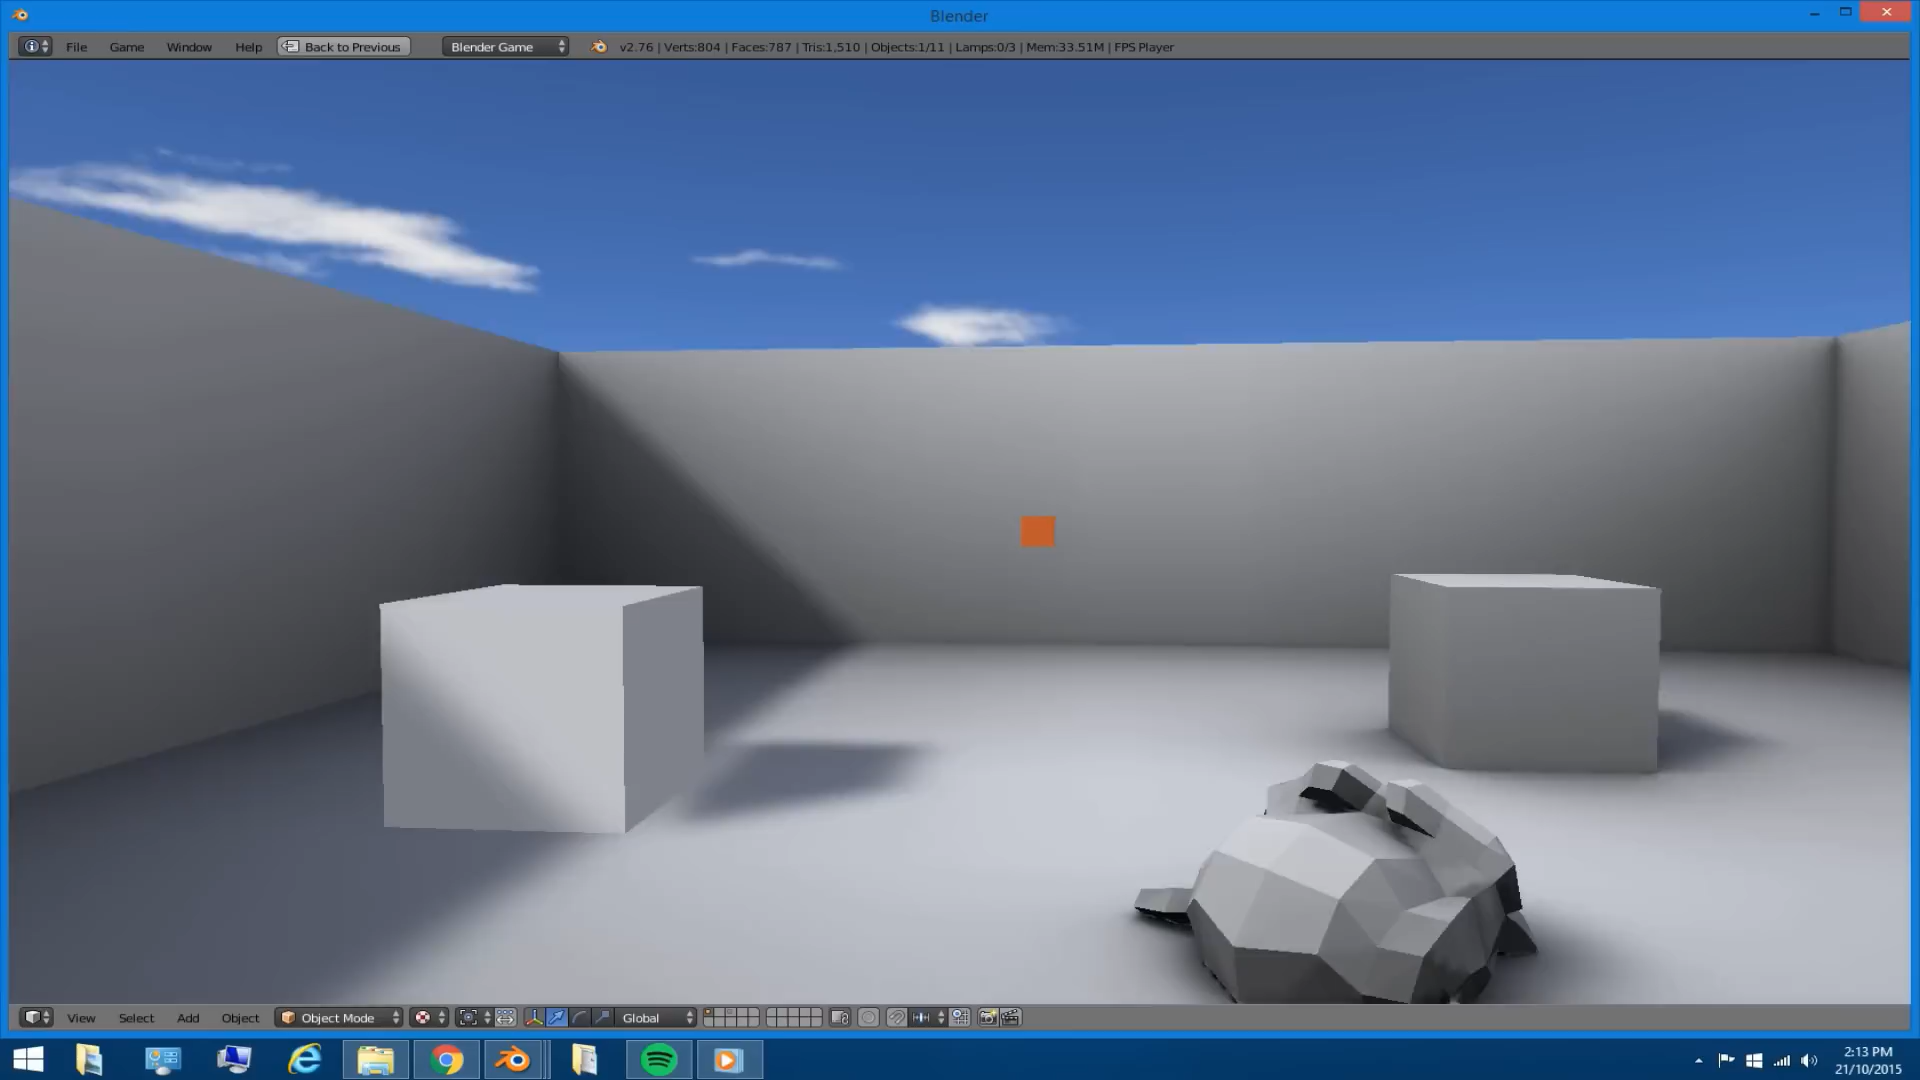 Blender
File Game Window Help Back to Previous Blender Game v2.76 | Verts:804 | Faces:787 | Tris:1,510 | Objects:1/11 | Lamps:0/3 | Mem:33.51M | FPS Player
View Select Add Object Object Mode Global
2:13 PM
21/10/2015